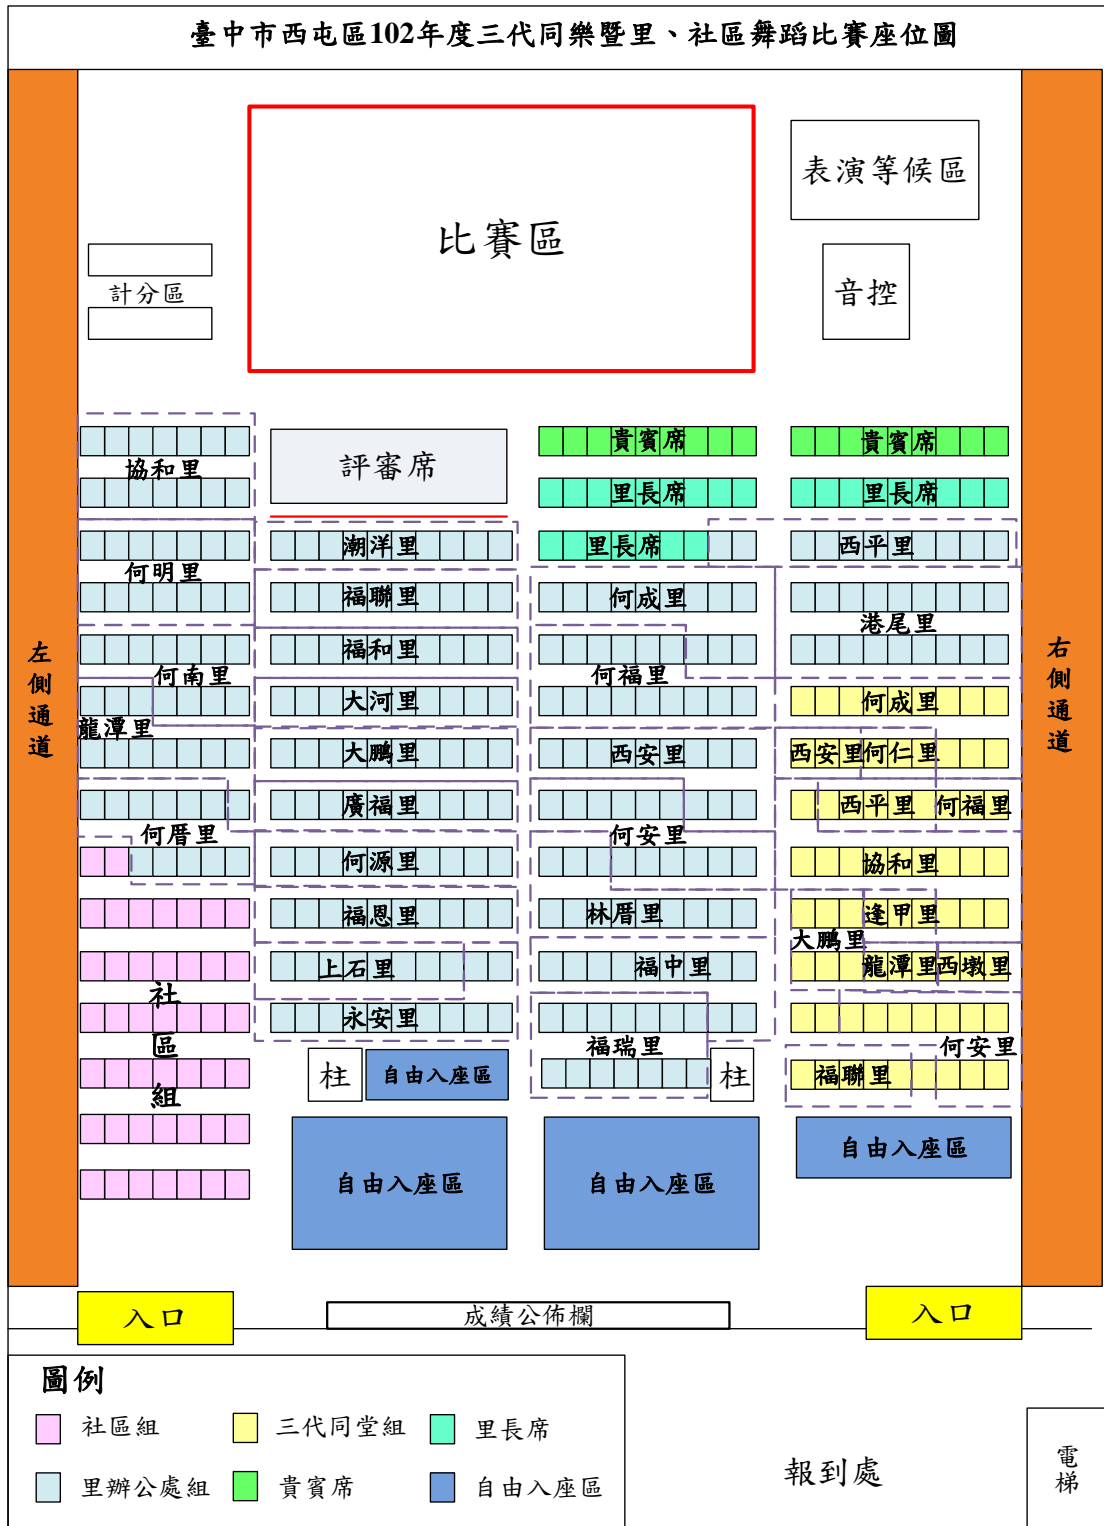 臺中市西屯區102年度三代同樂暨里、社區舞蹈比賽座位圖
表演等候區
比賽區
音控
計分區
左側通道
右側通道
評審席
貴賓席
貴賓席
協和里
里長席
里長席
潮洋里
里長席
西平里
何明里
福聯里
何成里
港尾里
福和里
何南里
何福里
大河里
何成里
龍潭里
大鵬里
西安里
西安里
何仁里
廣福里
西平里
何福里
何厝里
何安里
何源里
協和里
福恩里
林厝里
逢甲里
大鵬里
上石里
福中里
龍潭里
西墩里
社區組
永安里
福瑞里
何安里
柱
自由入座區
柱
福聯里
自由入座區
自由入座區
自由入座區
入口
成績公佈欄
入口
圖例
社區組
三代同堂組
里長席
里辦公處組
貴賓席
自由入座區
報到處
電梯